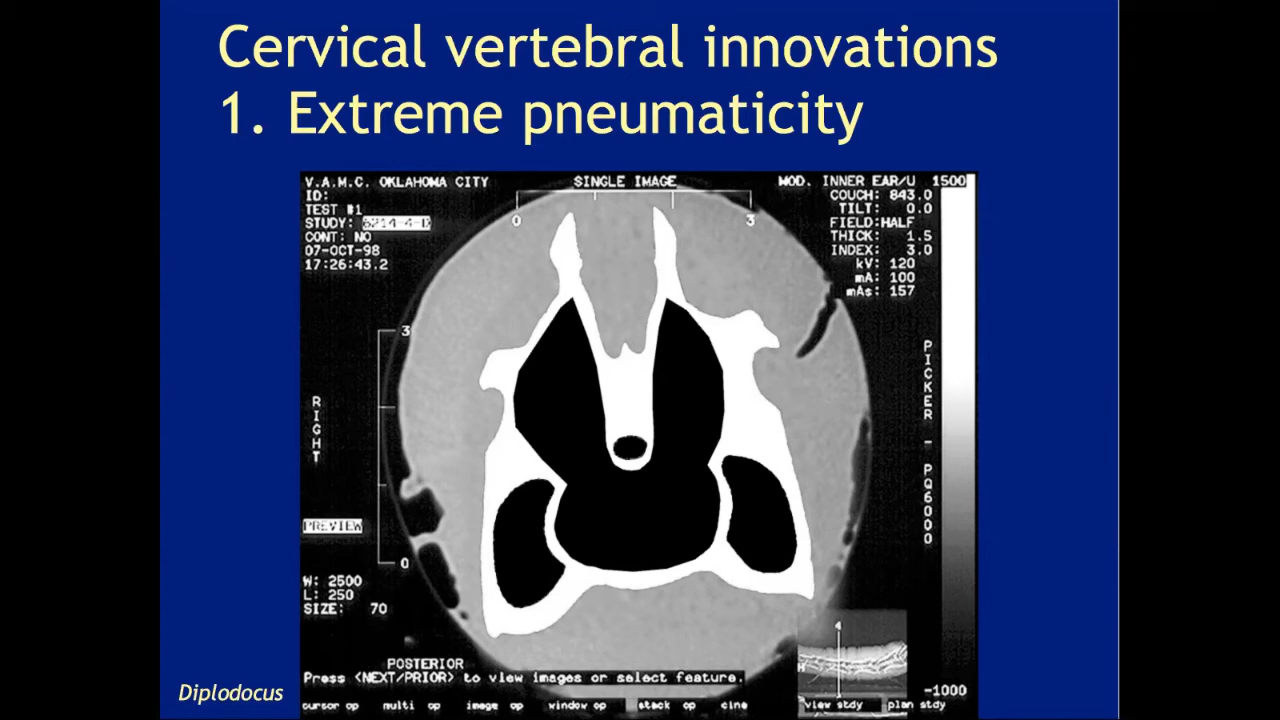 Cervical vertebral innovations
1. Extreme pneumaticity
V.A.M.C. OKLAHOMA CITY
ID:
TEST #1
STUDY: 6214-4-D
CONT: NO
07-OCT-98
17:26:43.2
SINGLE IMAGE
0 3
MOD. INNER EAR/U 1500
COUCH: 843.0
TILT: 0.0
FIELD:HALF
THICK: 1.5
INDEX: 3.0
kV: 120
mA: 100
mAs: 157
3
RIGHT
PICKER - PQ6000
PREVIEW
0
W: 2500
L: 250
SIZE: 70
POSTERIOR
Press <NEXT/PRIOR> to view images or select feature.
H
-1000
cursor op multi op image op window op stack op cine view stdy plan stdy
Diplodocus